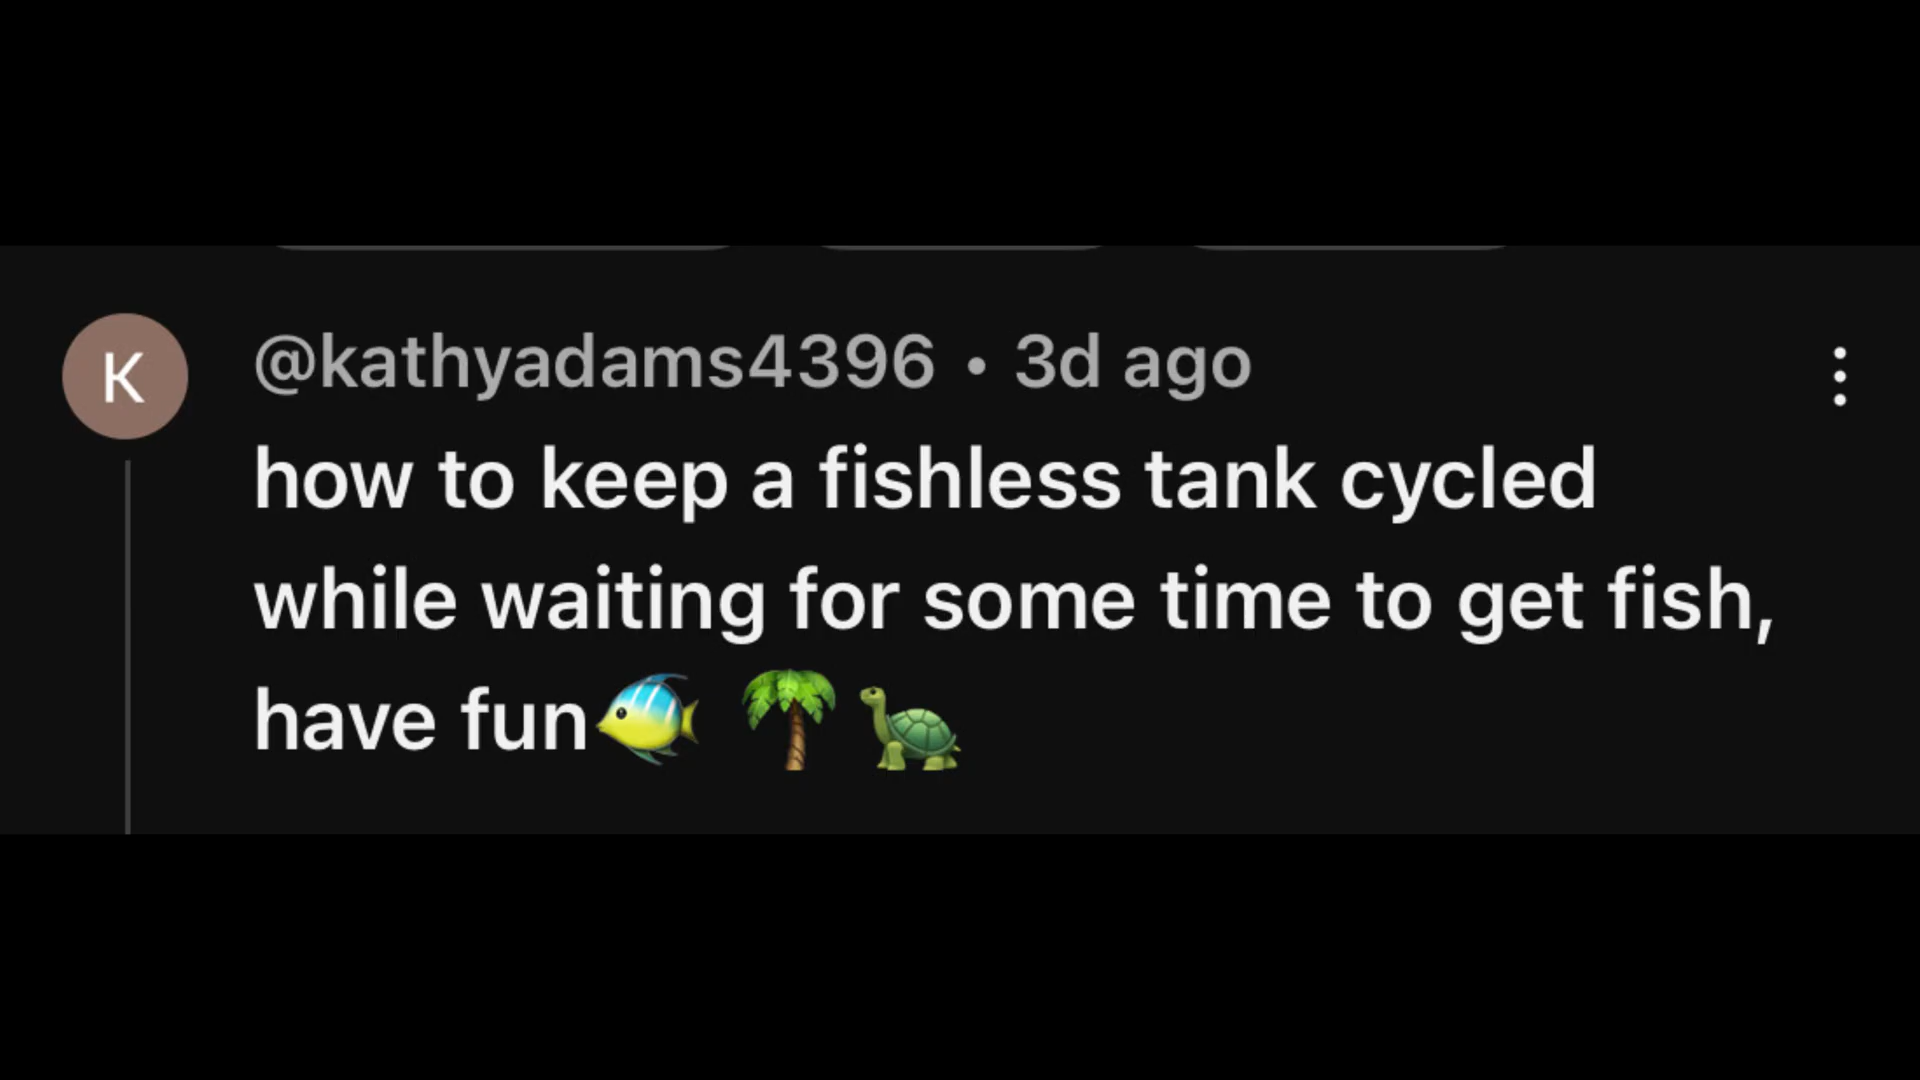 K
@kathyadams4396 • 3d ago
how to keep a fishless tank cycled
while waiting for some time to get fish,
have fun🐠 🌴🐢